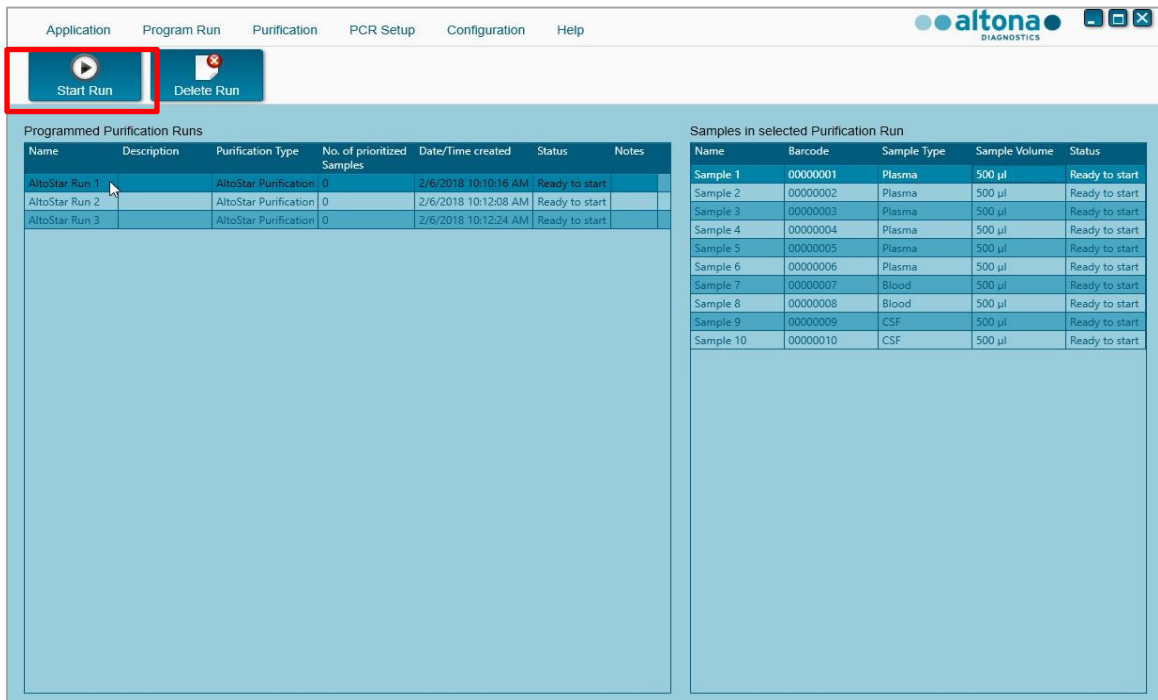 Application Program Run Purification PCR Setup Configuration Help
altona
DIAGNOSTICS
Start Run Delete Run
Programmed Purification Runs
Name Description Purification Type No. of prioritized Samples Date/Time created Status Notes
AltoStar Run 1 AltoStar Purification 0 2/6/2018 10:10:16 AM Ready to start
AltoStar Run 2 AltoStar Purification 0 2/6/2018 10:12:08 AM Ready to start
AltoStar Run 3 AltoStar Purification 0 2/6/2018 10:12:24 AM Ready to start
Samples in selected Purification Run
Name Barcode Sample Type Sample Volume Status
Sample 1 00000001 Plasma 500 µl Ready to start
Sample 2 00000002 Plasma 500 µl Ready to start
Sample 3 00000003 Plasma 500 µl Ready to start
Sample 4 00000004 Plasma 500 µl Ready to start
Sample 5 00000005 Plasma 500 µl Ready to start
Sample 6 00000006 Plasma 500 µl Ready to start
Sample 7 00000007 Blood 500 µl Ready to start
Sample 8 00000008 Blood 500 µl Ready to start
Sample 9 00000009 CSF 500 µl Ready to start
Sample 10 00000010 CSF 500 µl Ready to start